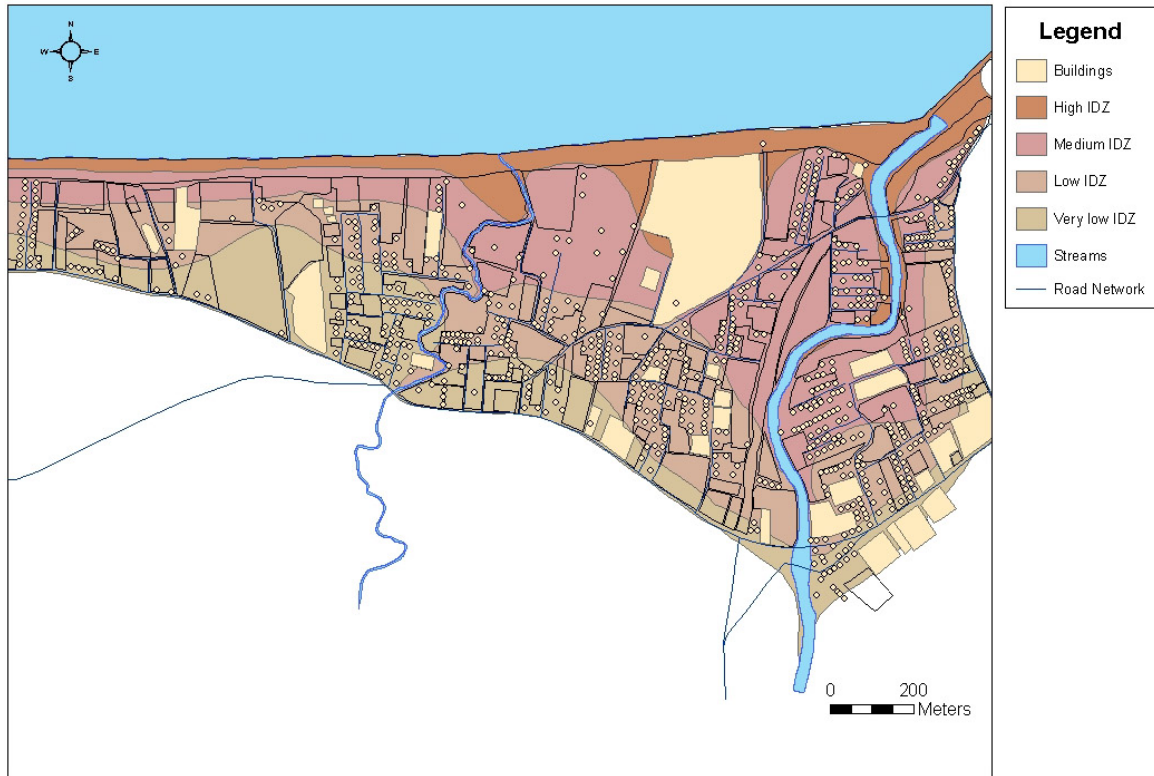 N
W E
S
Legend
Buildings
High IDZ
Medium IDZ
Low IDZ
Very low IDZ
Streams
Road Network
0 200
Meters